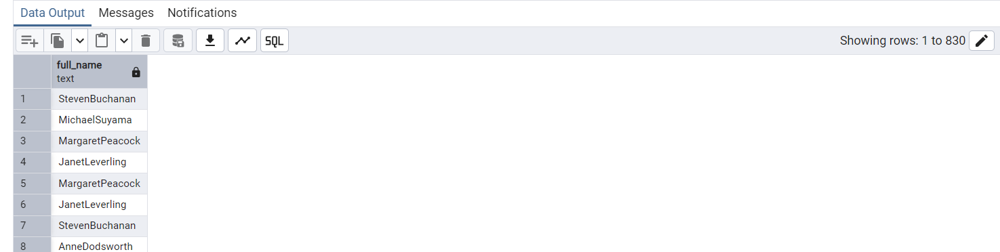 Data Output Messages Notifications
SQL Showing rows: 1 to 830
full_name
text
1 StevenBuchanan
2 MichaelSuyama
3 MargaretPeacock
4 JanetLeverling
5 MargaretPeacock
6 JanetLeverling
7 StevenBuchanan
8 AnneDodsworth